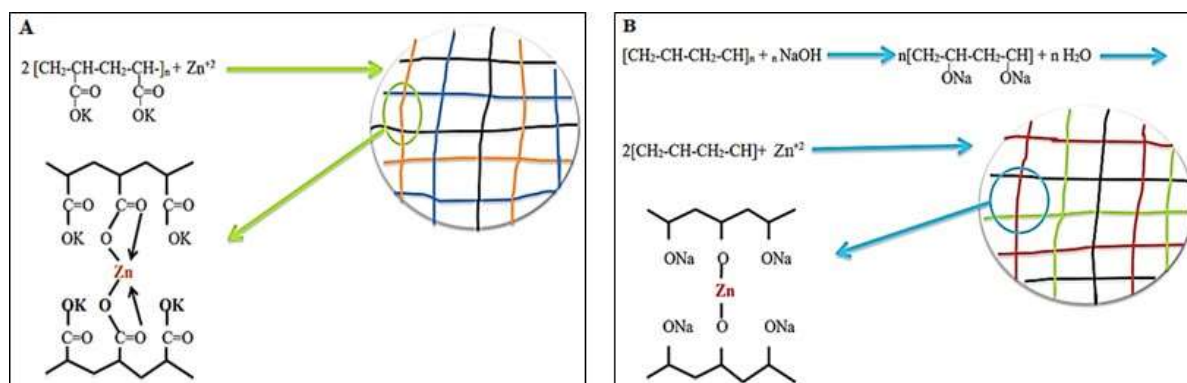 A
2 [CH₂-CH-CH₂-CH-]ₙ + Zn⁺²
C=O C=O
OK OK
C=O C=O C=O
OK O OK
Zn
OK O OK
C=O C=O C=O
B
[CH₂-CH-CH₂-CH]ₙ + ₙ NaOH
n[CH₂-CH-CH₂-CH] + n H₂O
ONa ONa
2[CH₂-CH-CH₂-CH]+ Zn⁺²
ONa O ONa
Zn
ONa O ONa